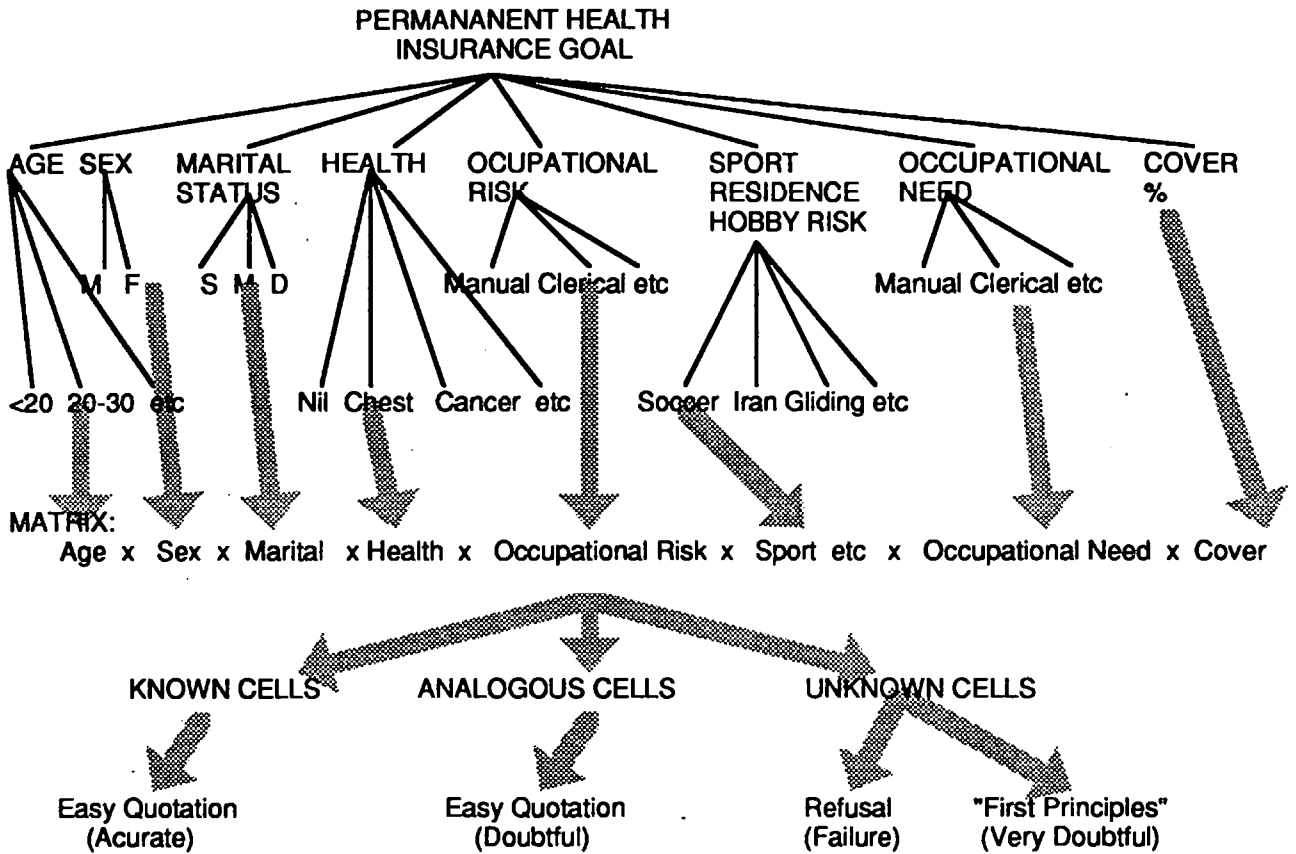 PERMANANENT HEALTH
INSURANCE GOAL
AGE SEX MARITAL STATUS HEALTH OCUPATIONAL RISK SPORT RESIDENCE HOBBY RISK OCCUPATIONAL NEED COVER %
M F S M D Manual Clerical etc Manual Clerical etc
<20 20-30 etc Nil Chest Cancer etc Soccer Iran Gliding etc
MATRIX:
Age x Sex x Marital x Health x Occupational Risk x Sport etc x Occupational Need x Cover
KNOWN CELLS ANALOGOUS CELLS UNKNOWN CELLS
Easy Quotation Easy Quotation Refusal "First Principles"
(Acurate) (Doubtful) (Failure) (Very Doubtful)